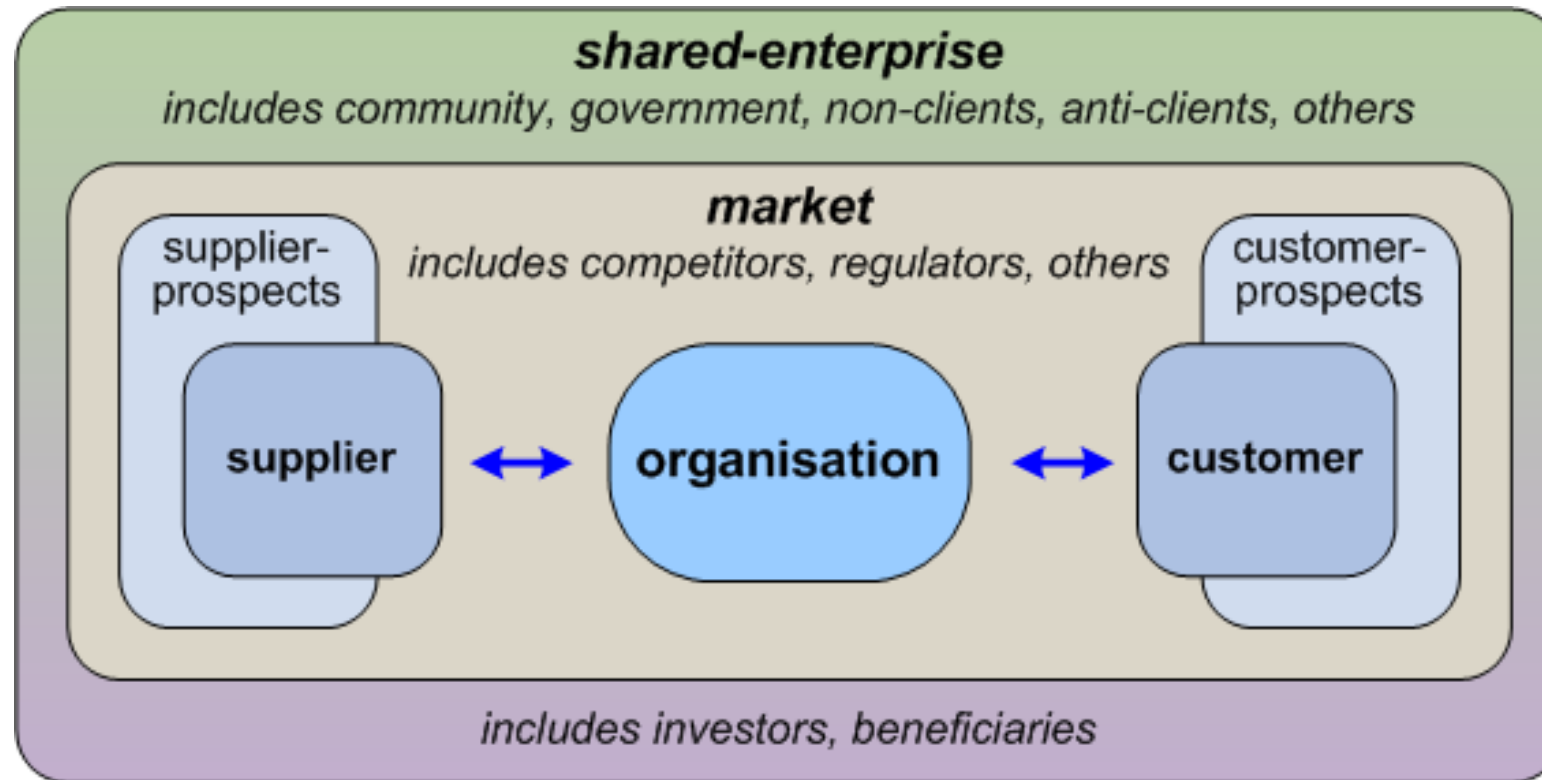 shared-enterprise
includes community, government, non-clients, anti-clients, others
market
includes competitors, regulators, others
supplier-
prospects
customer-
prospects
supplier
organisation
customer
includes investors, beneficiaries